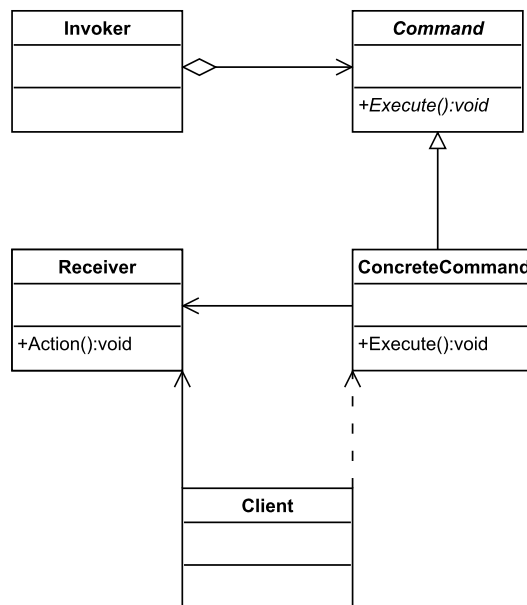 Invoker
Command
+Execute():void
Receiver
ConcreteCommand
+Action():void
+Execute():void
Client